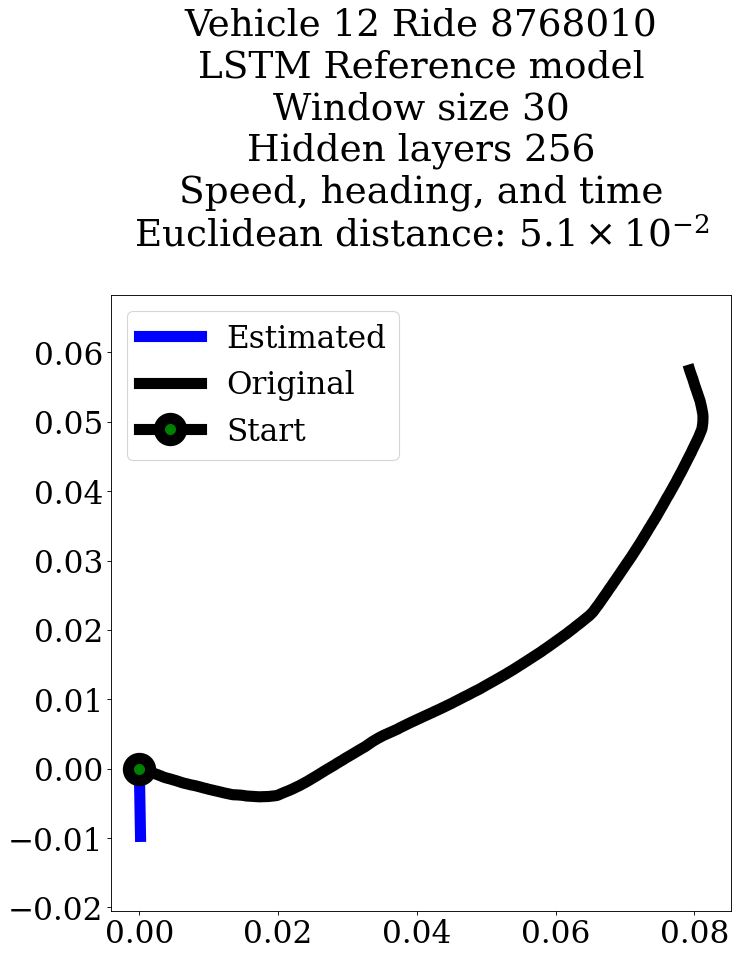 Vehicle 12 Ride 8768010
LSTM Reference model
Window size 30
Hidden layers 256
Speed, heading, and time
Euclidean distance: 5.1 × 10⁻²
Estimated
Original
Start
0.06
0.05
0.04
0.03
0.02
0.01
0.00
−0.01
−0.02
0.00 0.02 0.04 0.06 0.08